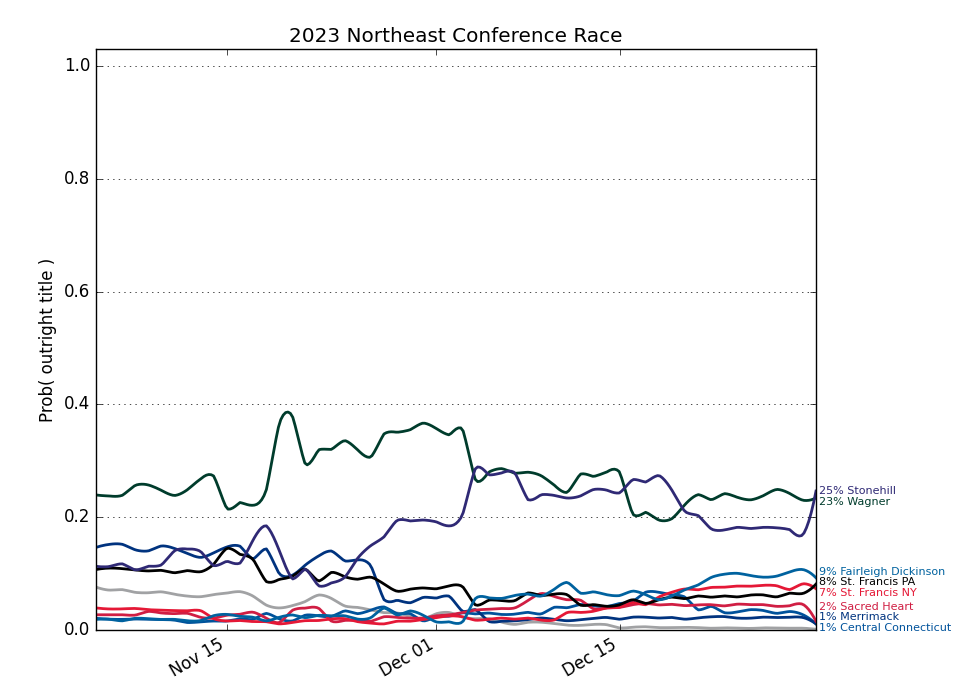 2023 Northeast Conference Race
1.0
0.8
0.6
0.4
0.2
0.0
Prob( outright title )
Nov 15
Dec 01
Dec 15
25% Stonehill
23% Wagner
9% Fairleigh Dickinson
8% St. Francis PA
7% St. Francis NY
2% Sacred Heart
1% Merrimack
1% Central Connecticut